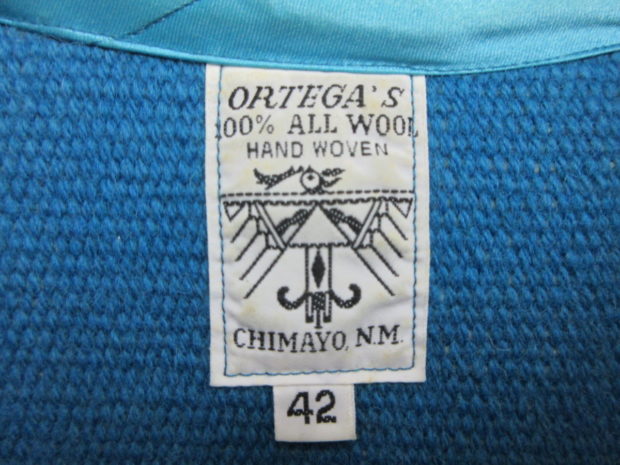 ORTEGA'S
100% ALL WOOL
HAND WOVEN
CHIMAYO, N.M.
42